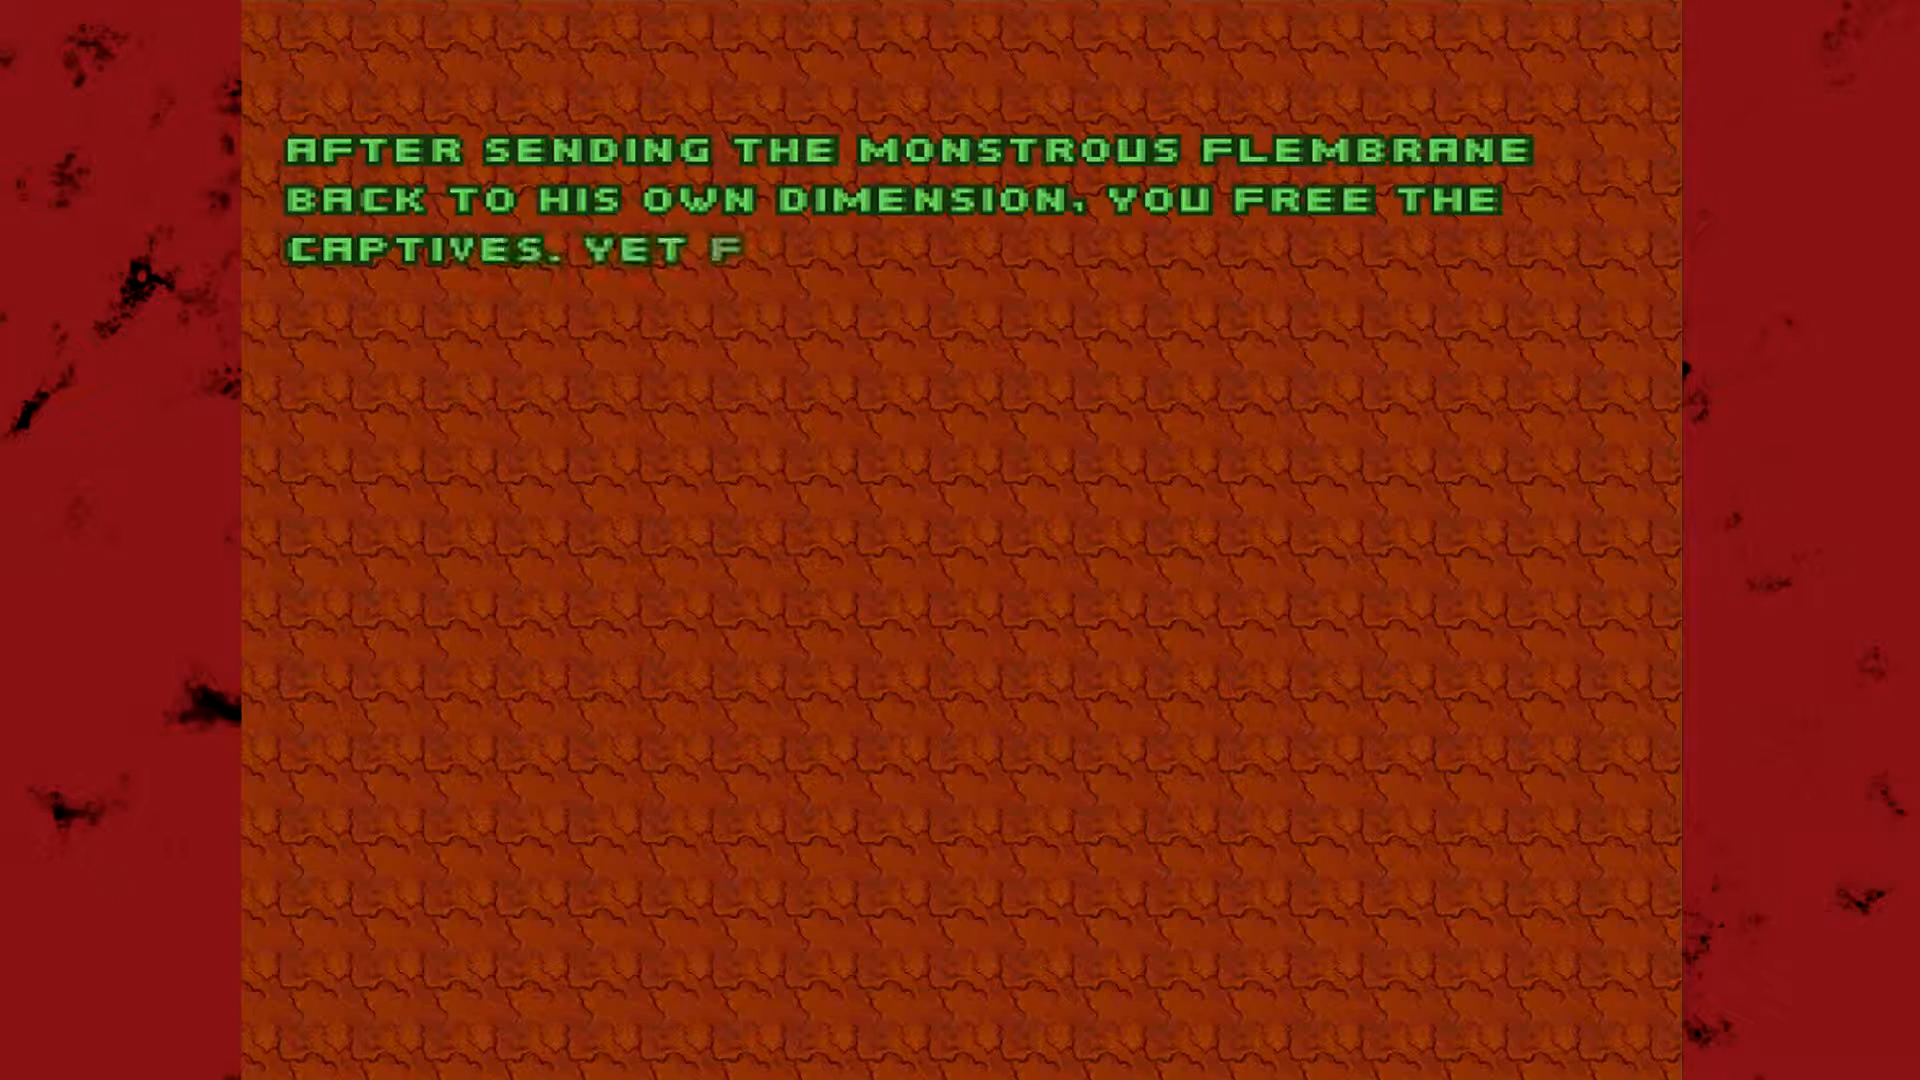 AFTER SENDING THE MONSTROUS FLEMBRANE
BACK TO HIS OWN DIMENSION, YOU FREE THE
CAPTIVES. YET F